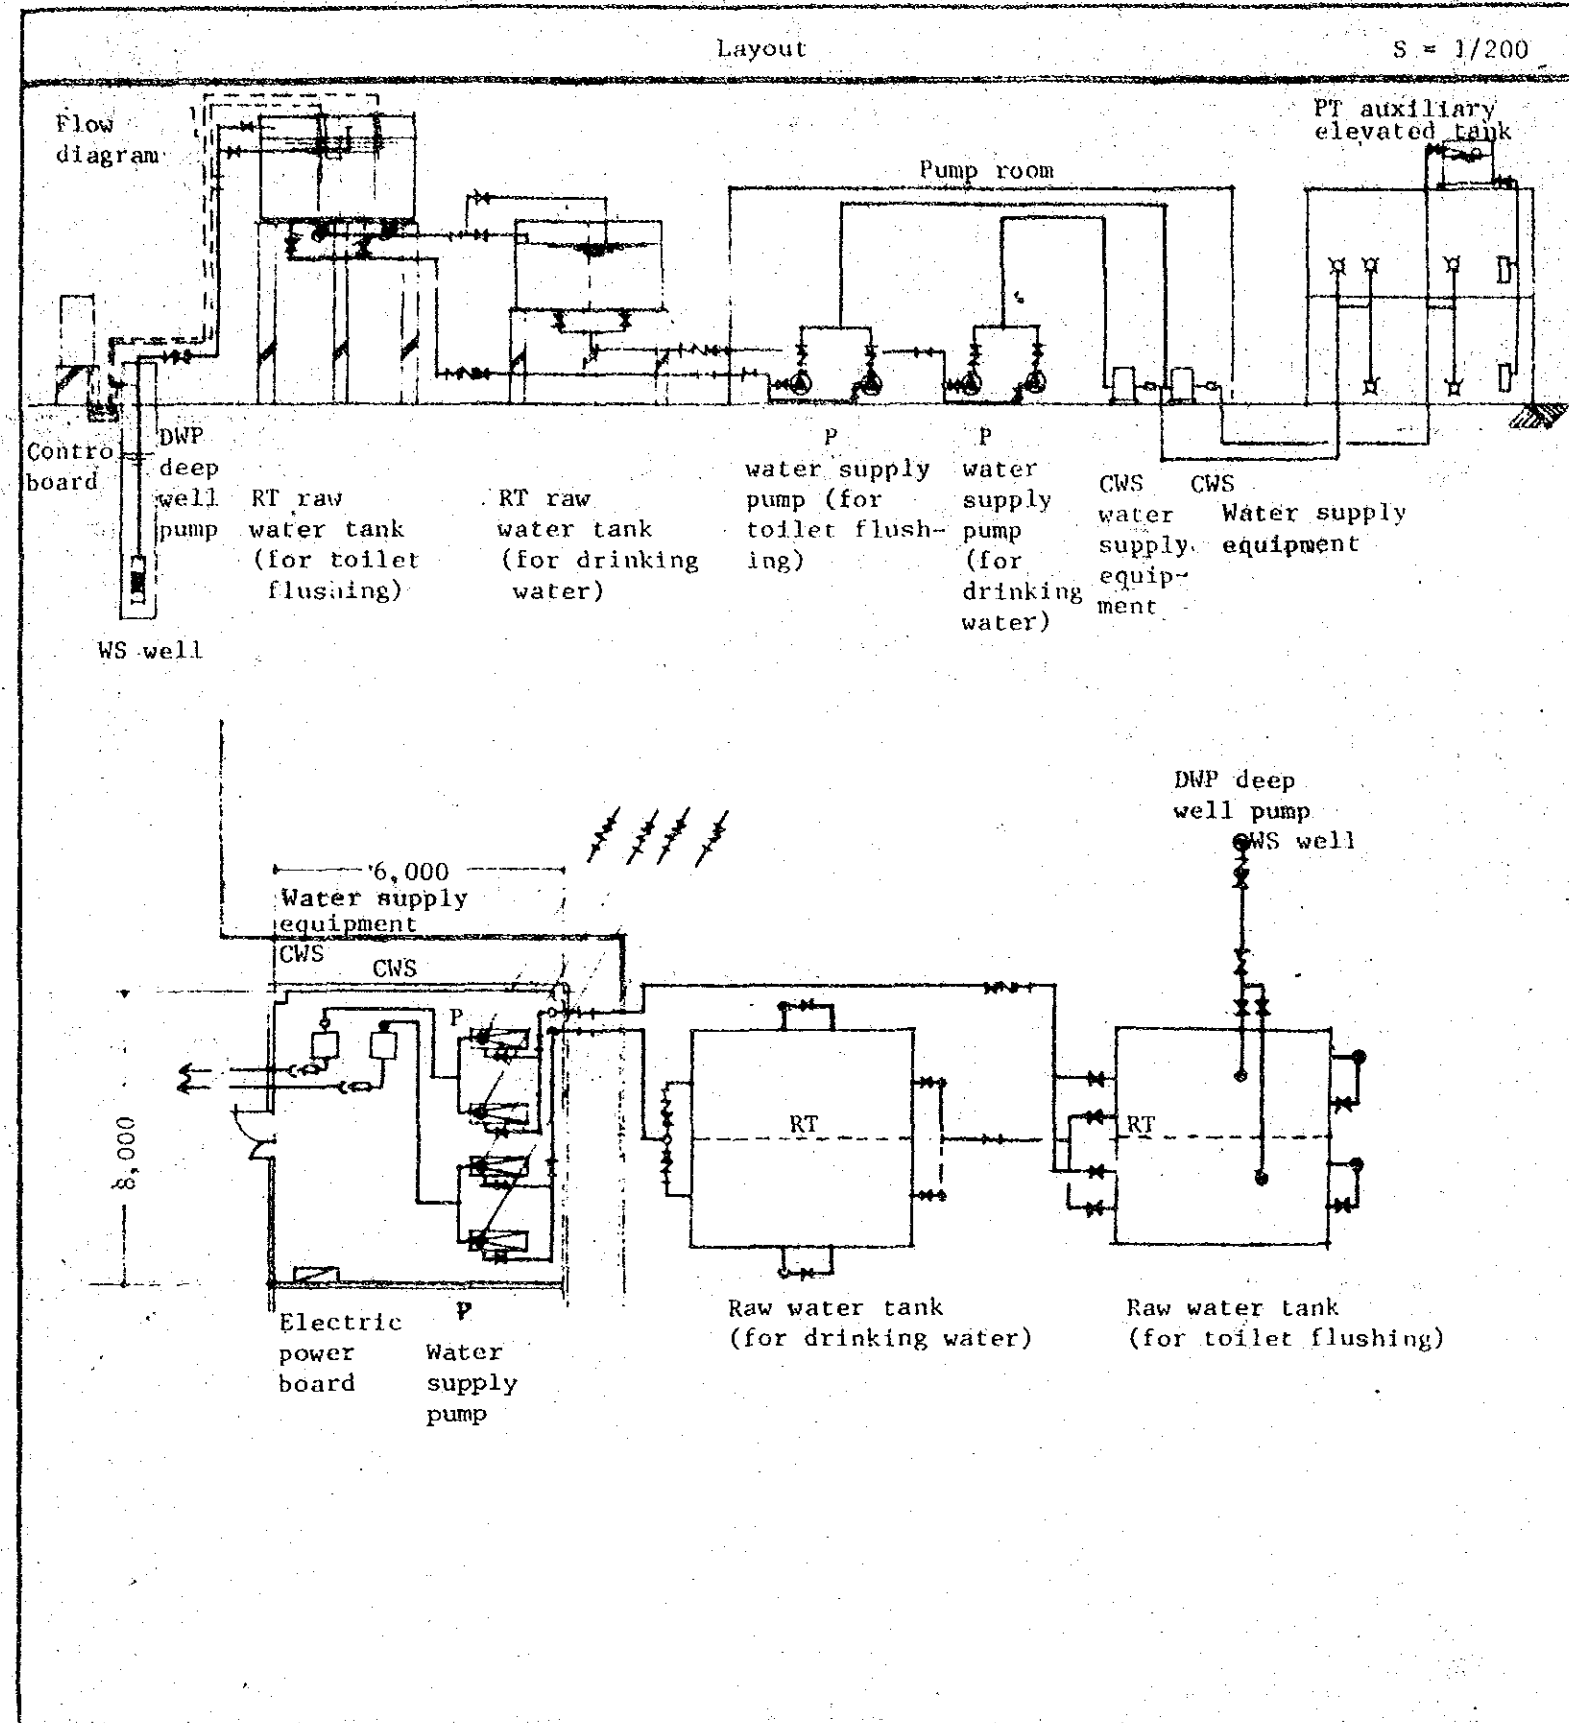 Layout
S = 1/200
Flow
diagram
PT auxiliary
elevated tank
Pump room
Contro
board
DWP
deep
well
pump
RT raw
water tank
(for toilet
flushing)
RT raw
water tank
(for drinking
water)
P
water supply
pump (for
toilet flush-
ing)
P
water
supply
pump
(for
drinking
water)
CWS
water
supply
equip-
ment
CWS
Water supply
equipment
WS well
DWP deep
well pump
WS well
6,000
Water supply
equipment
CWS
CWS
P
8,000
RT
RT
Electric
power
board
P
Water
supply
pump
Raw water tank
(for drinking water)
Raw water tank
(for toilet flushing)